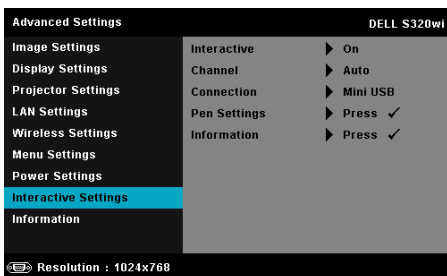 Advanced Settings DELL S320wi
Image Settings Interactive On
Display Settings Channel Auto
Projector Settings Connection Mini USB
LAN Settings Pen Settings Press ✓
Wireless Settings Information Press ✓
Menu Settings
Power Settings
Interactive Settings
Information
Resolution : 1024x768